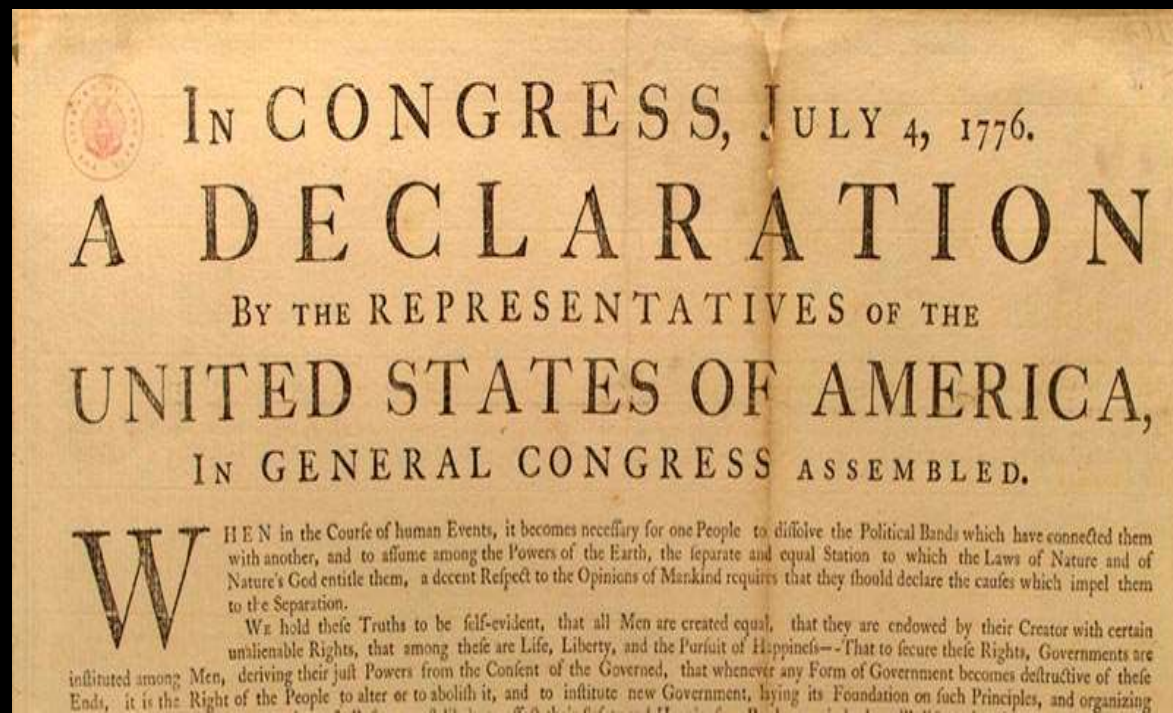 In CONGRESS, JULY 4, 1776.
A DECLARATION
By the REPRESENTATIVES of the
UNITED STATES OF AMERICA,
In GENERAL CONGRESS assembled.
WHEN in the Courſe of human Events, it becomes neceſſary for one People to diſſolve the Political Bands which have connected them
with another, and to aſſume among the Powers of the Earth, the ſeparate and equal Station to which the Laws of Nature and of
Nature's God entitle them, a decent Reſpect to the Opinions of Mankind requires that they ſhould declare the cauſes which impel them
to the Separation.
We hold theſe Truths to be ſelf-evident, that all Men are created equal, that they are endowed by their Creator with certain
unalienable Rights, that among theſe are Life, Liberty, and the Purſuit of Happineſs--That to ſecure theſe Rights, Governments are
inſtituted among Men, deriving their juſt Powers from the Conſent of the Governed, that whenever any Form of Government becomes deſtructive of theſe
Ends, it is the Right of the People to alter or to aboliſh it, and to inſtitute new Government, laying its Foundation on ſuch Principles, and organizing